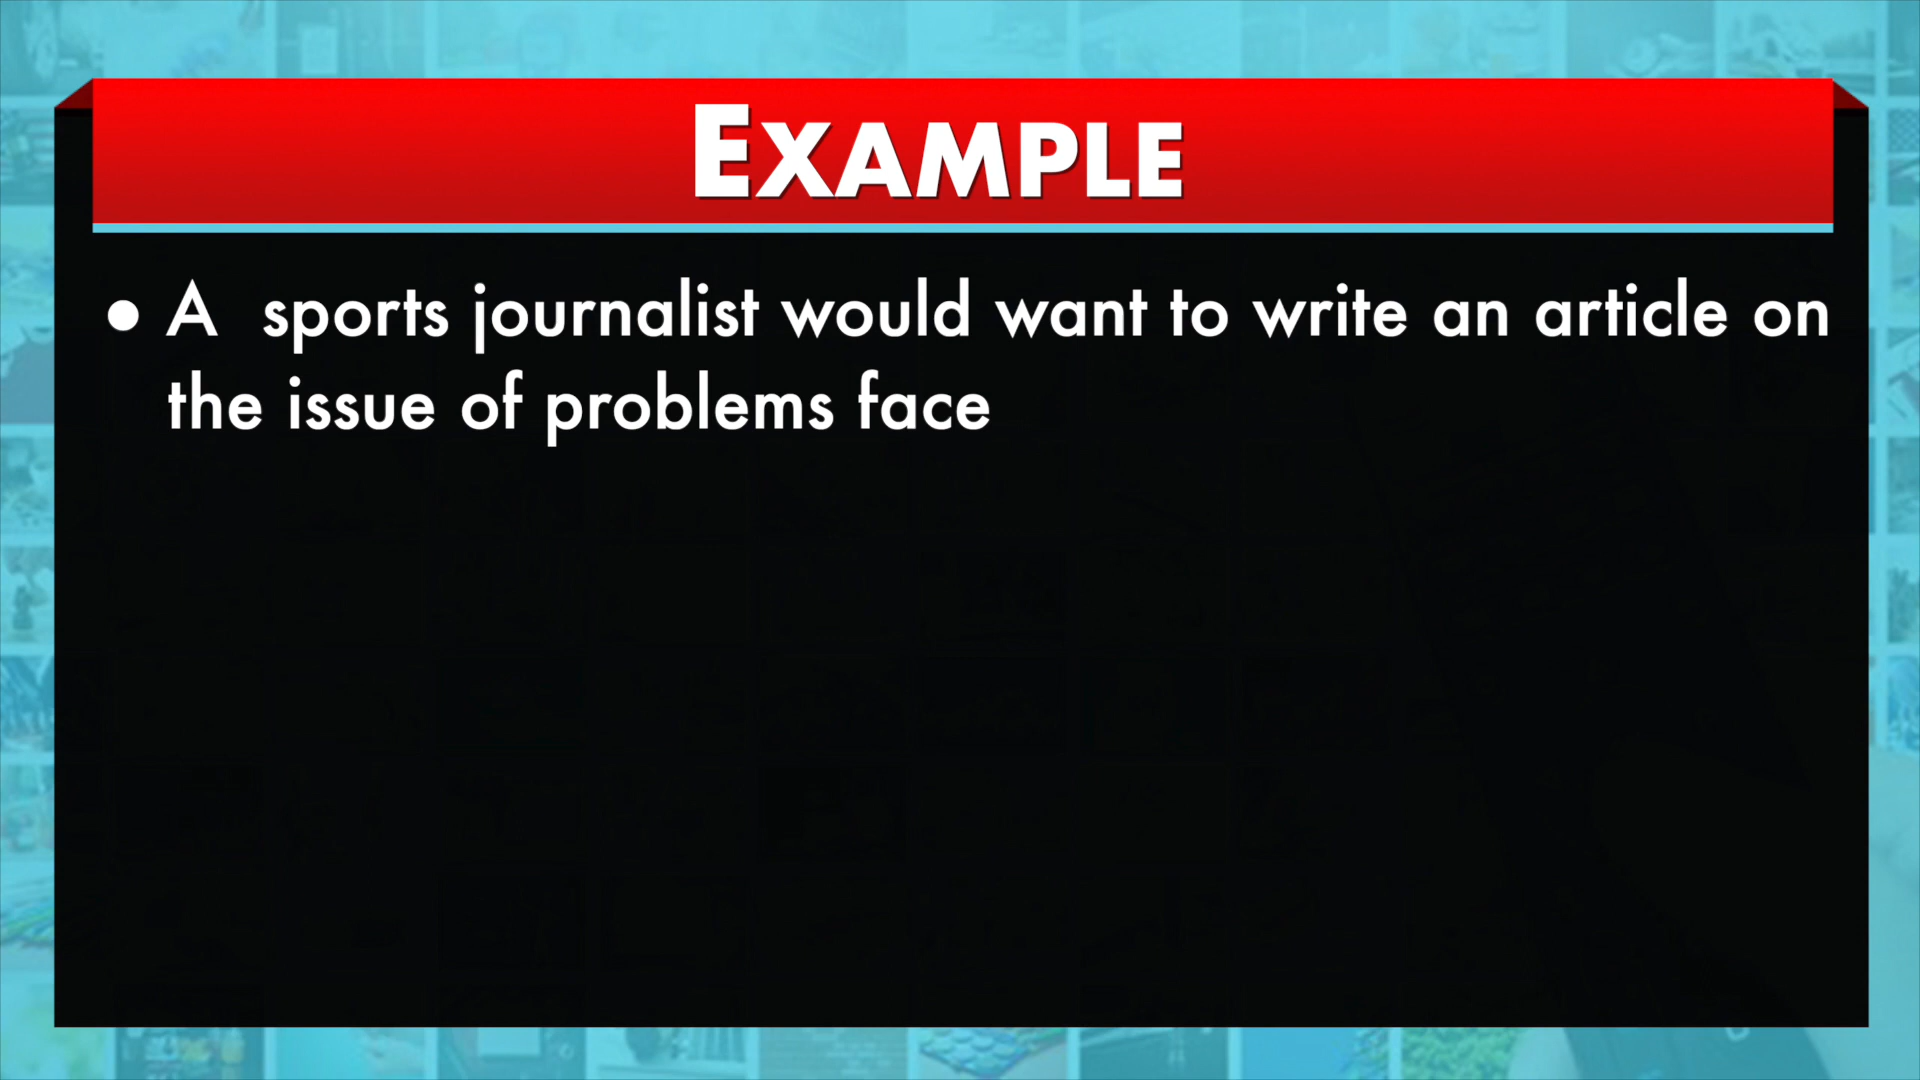 EXAMPLE
• A  sports journalist would want to write an article on
the issue of problems face